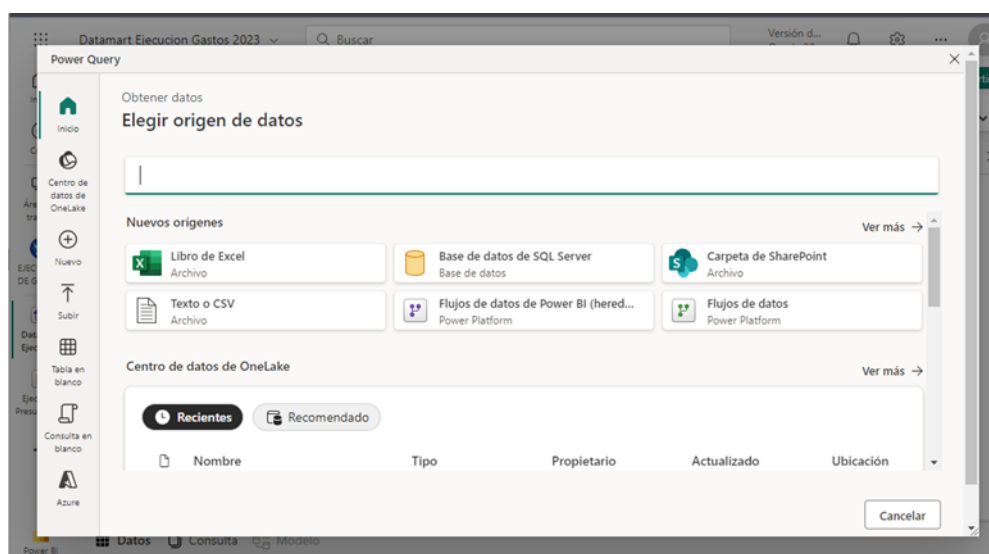 Datamart Ejecucion Gastos 2023
Buscar
Versión d...
Power Query
Inicio
Centro de
datos de
OneLake
Nuevo
Subir
Tabla en
blanco
Consulta en
blanco
Azure
Obtener datos
Elegir origen de datos
Nuevos orígenes
Ver más →
Libro de Excel
Archivo
Base de datos de SQL Server
Base de datos
Carpeta de SharePoint
Archivo
Texto o CSV
Archivo
Flujos de datos de Power BI (hered...
Power Platform
Flujos de datos
Power Platform
Centro de datos de OneLake
Ver más →
Recientes
Recomendado
Nombre Tipo Propietario Actualizado Ubicación
Cancelar
Power BI
Datos Consulta Modelo